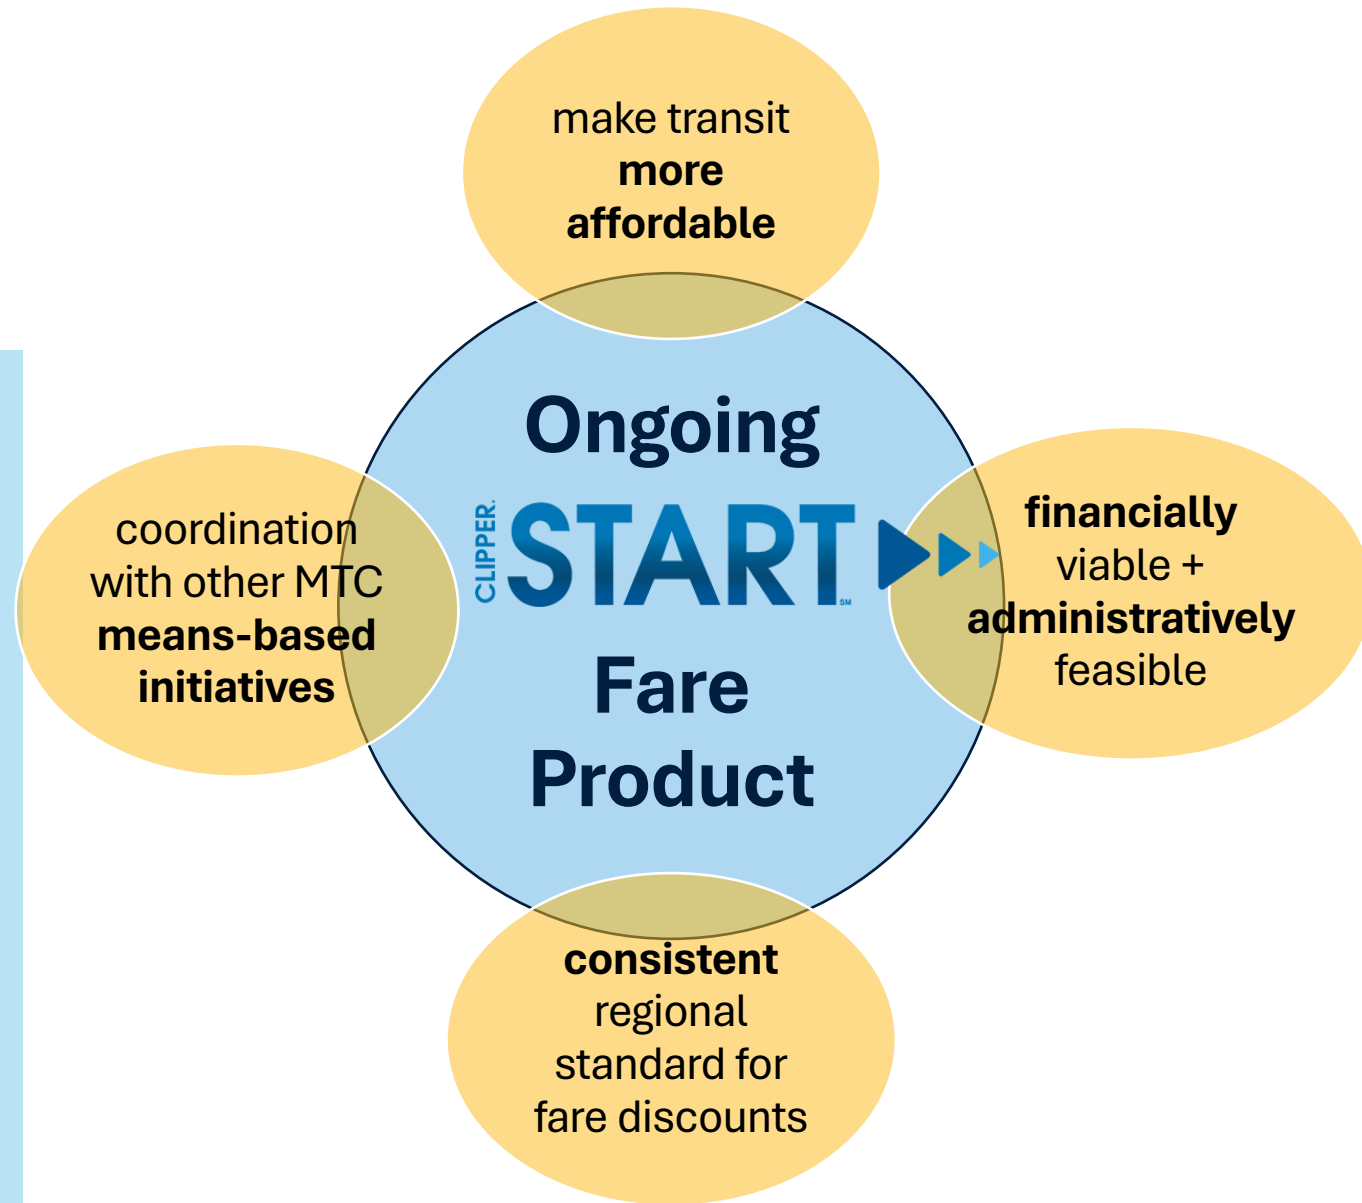 make transit
more
affordable
Ongoing
CLIPPER.
START
SM
Fare
Product
coordination
with other MTC
means-based
initiatives
financially
viable +
administratively
feasible
consistent
regional
standard for
fare discounts